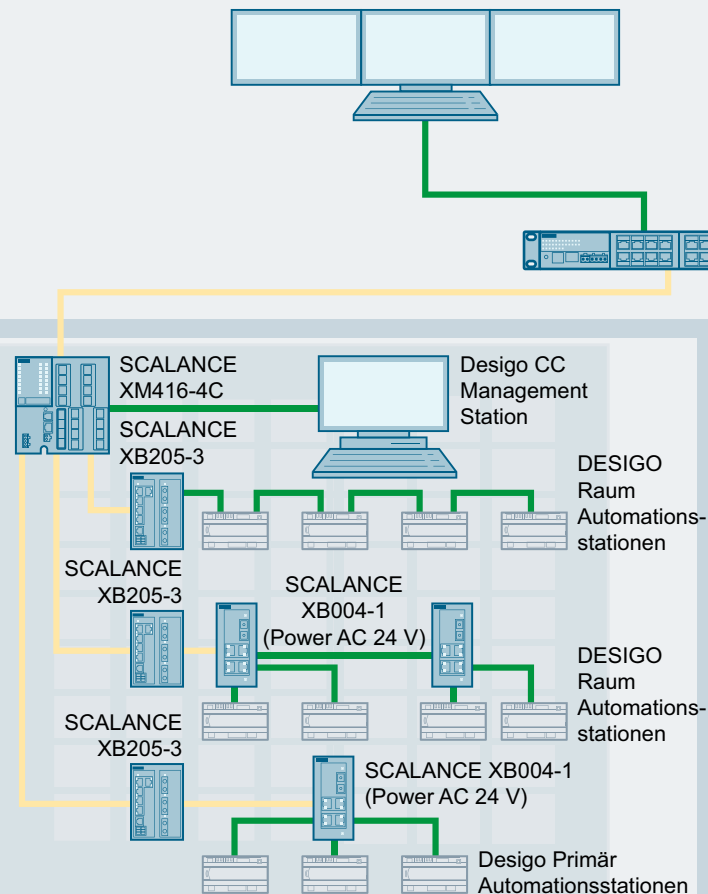 SCALANCE
XM416-4C
Desigo CC
Management
Station
SCALANCE
XB205-3
DESIGO
Raum
Automations-
stationen
SCALANCE
XB205-3
SCALANCE
XB004-1
(Power AC 24 V)
DESIGO
Raum
Automations-
stationen
SCALANCE
XB205-3
SCALANCE XB004-1
(Power AC 24 V)
Desigo Primär
Automationsstationen